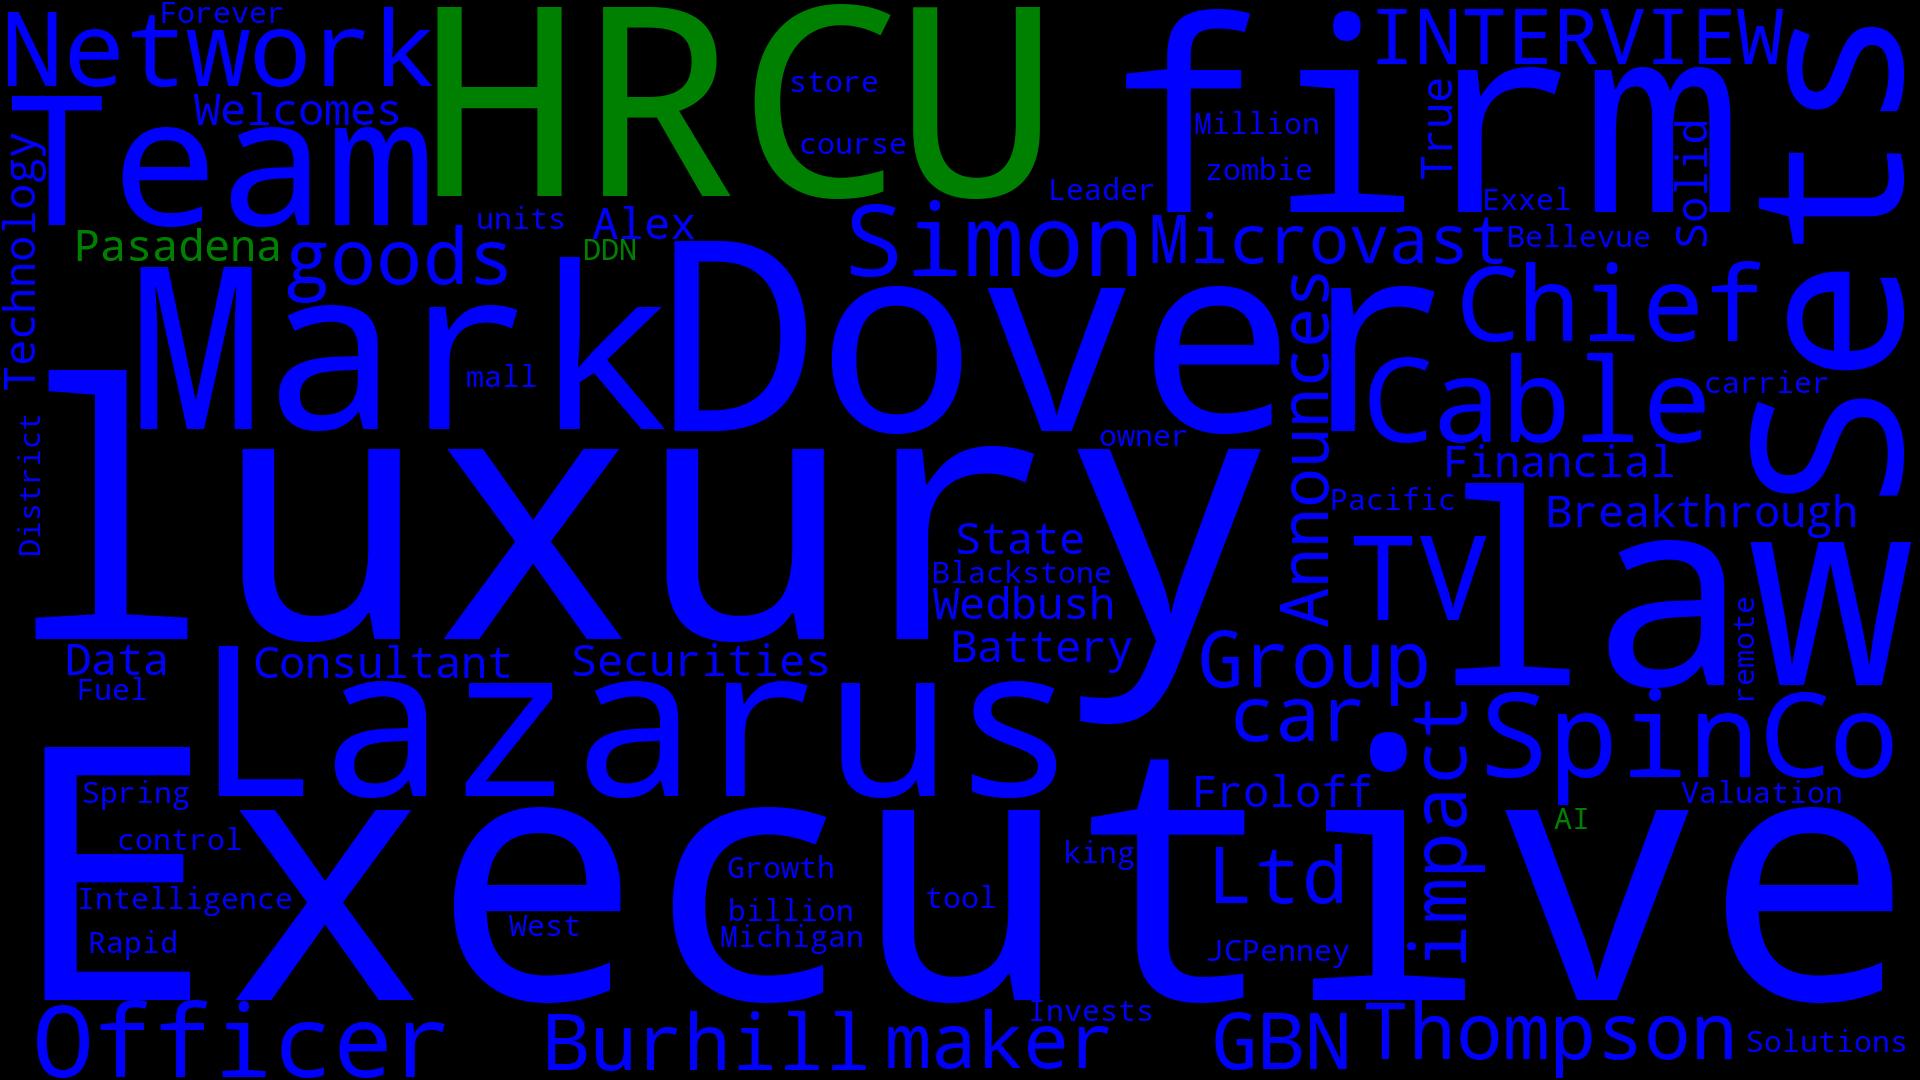 Forever
Network
HRCU
firm
INTERVIEW
sets
store
Welcomes
Team
course
Million
True
zombie
Solid
Technology
Leader
Exxel
units
Alex
Simon
Microvast
Bellevue
Pasadena
goods
DDN
Chief
Mark
Dover
Announces
mall
Cable
carrier
District
luxury
owner
Financial
Pacific
Breakthrough
State
TV
law
Blackstone
Wedbush
Battery
remote
Data
Consultant
Securities
Group
Fuel
Lazarus
car
impact
SpinCo
Spring
Froloff
Valuation
AI
control
Executive
king
Growth
Ltd
Intelligence
tool
billion
West
Michigan
Rapid
JCPenney
Invests
Officer
Burhill
maker
GBN
Thompson
Solutions